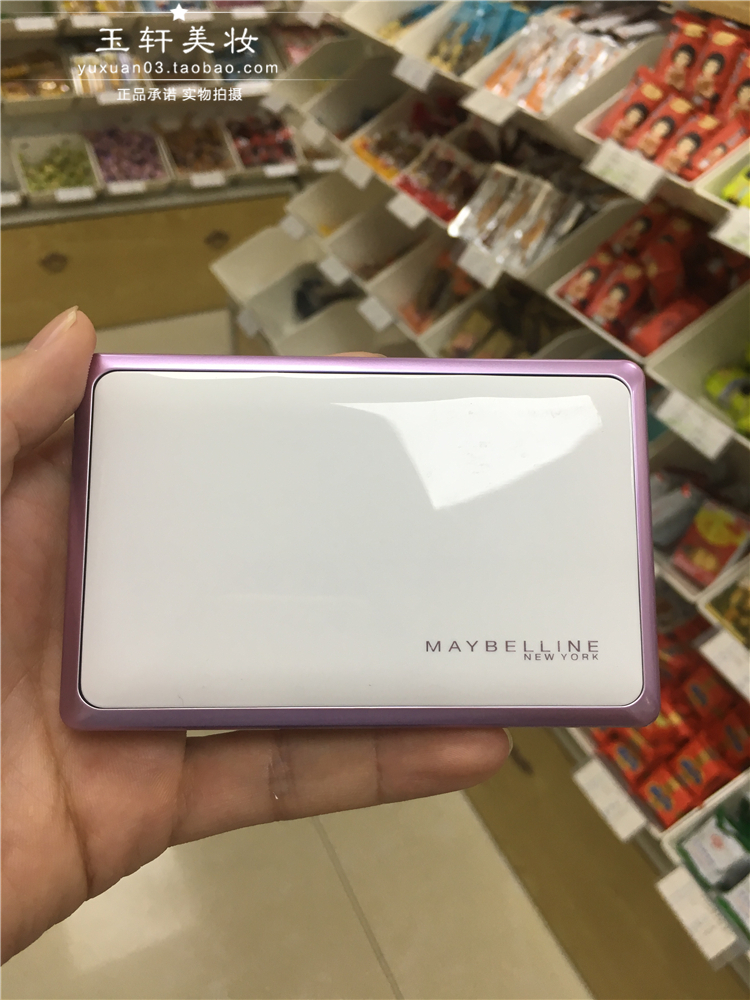 玉轩美妆
yuxuan03.taobao.com
正品承诺 实物拍摄
MAYBELLINE
NEW YORK